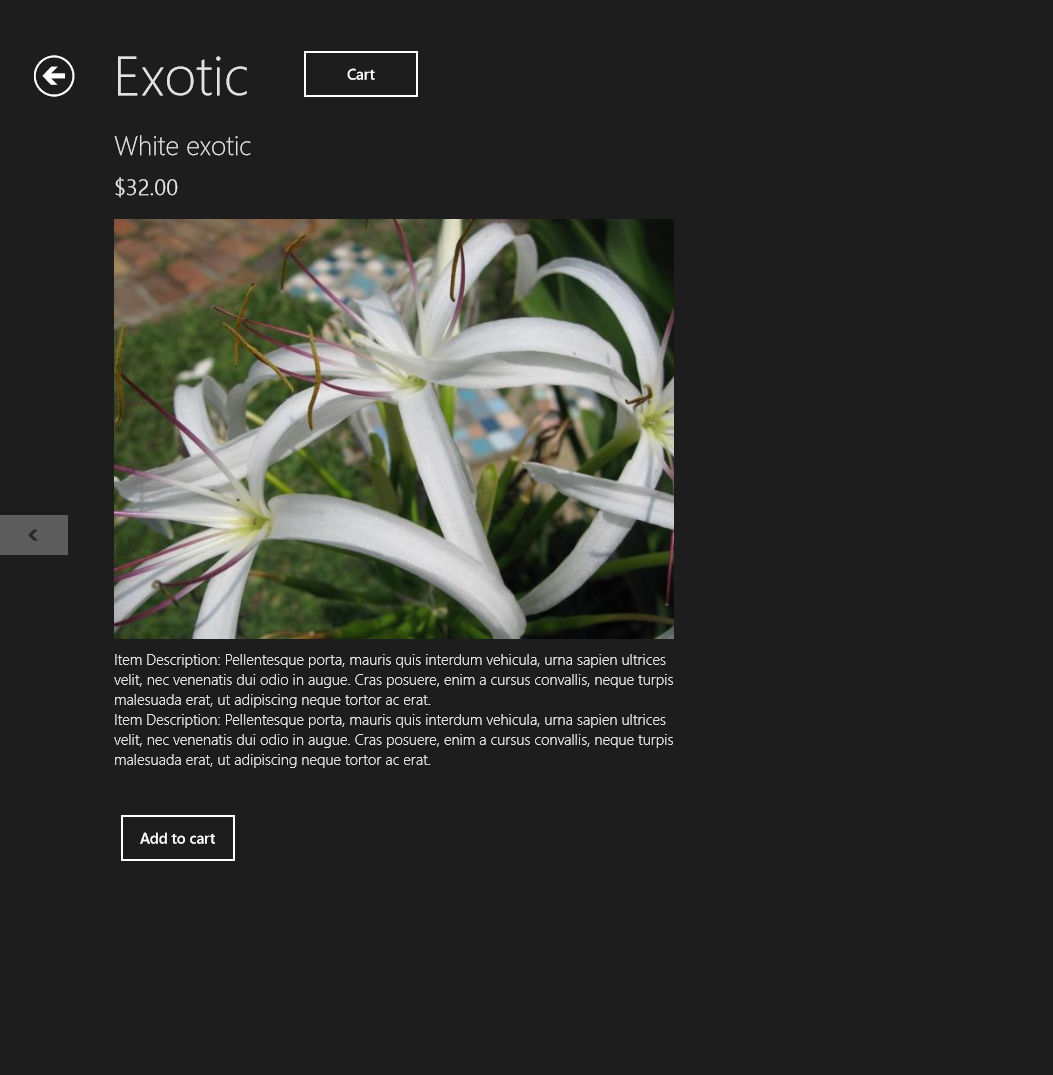 Exotic
Cart
White exotic
$32.00
Item Description: Pellentesque porta, mauris quis interdum vehicula, urna sapien ultrices
velit, nec venenatis dui odio in augue. Cras posuere, enim a cursus convallis, neque turpis
malesuada erat, ut adipiscing neque tortor ac erat.
Item Description: Pellentesque porta, mauris quis interdum vehicula, urna sapien ultrices
velit, nec venenatis dui odio in augue. Cras posuere, enim a cursus convallis, neque turpis
malesuada erat, ut adipiscing neque tortor ac erat.
Add to cart